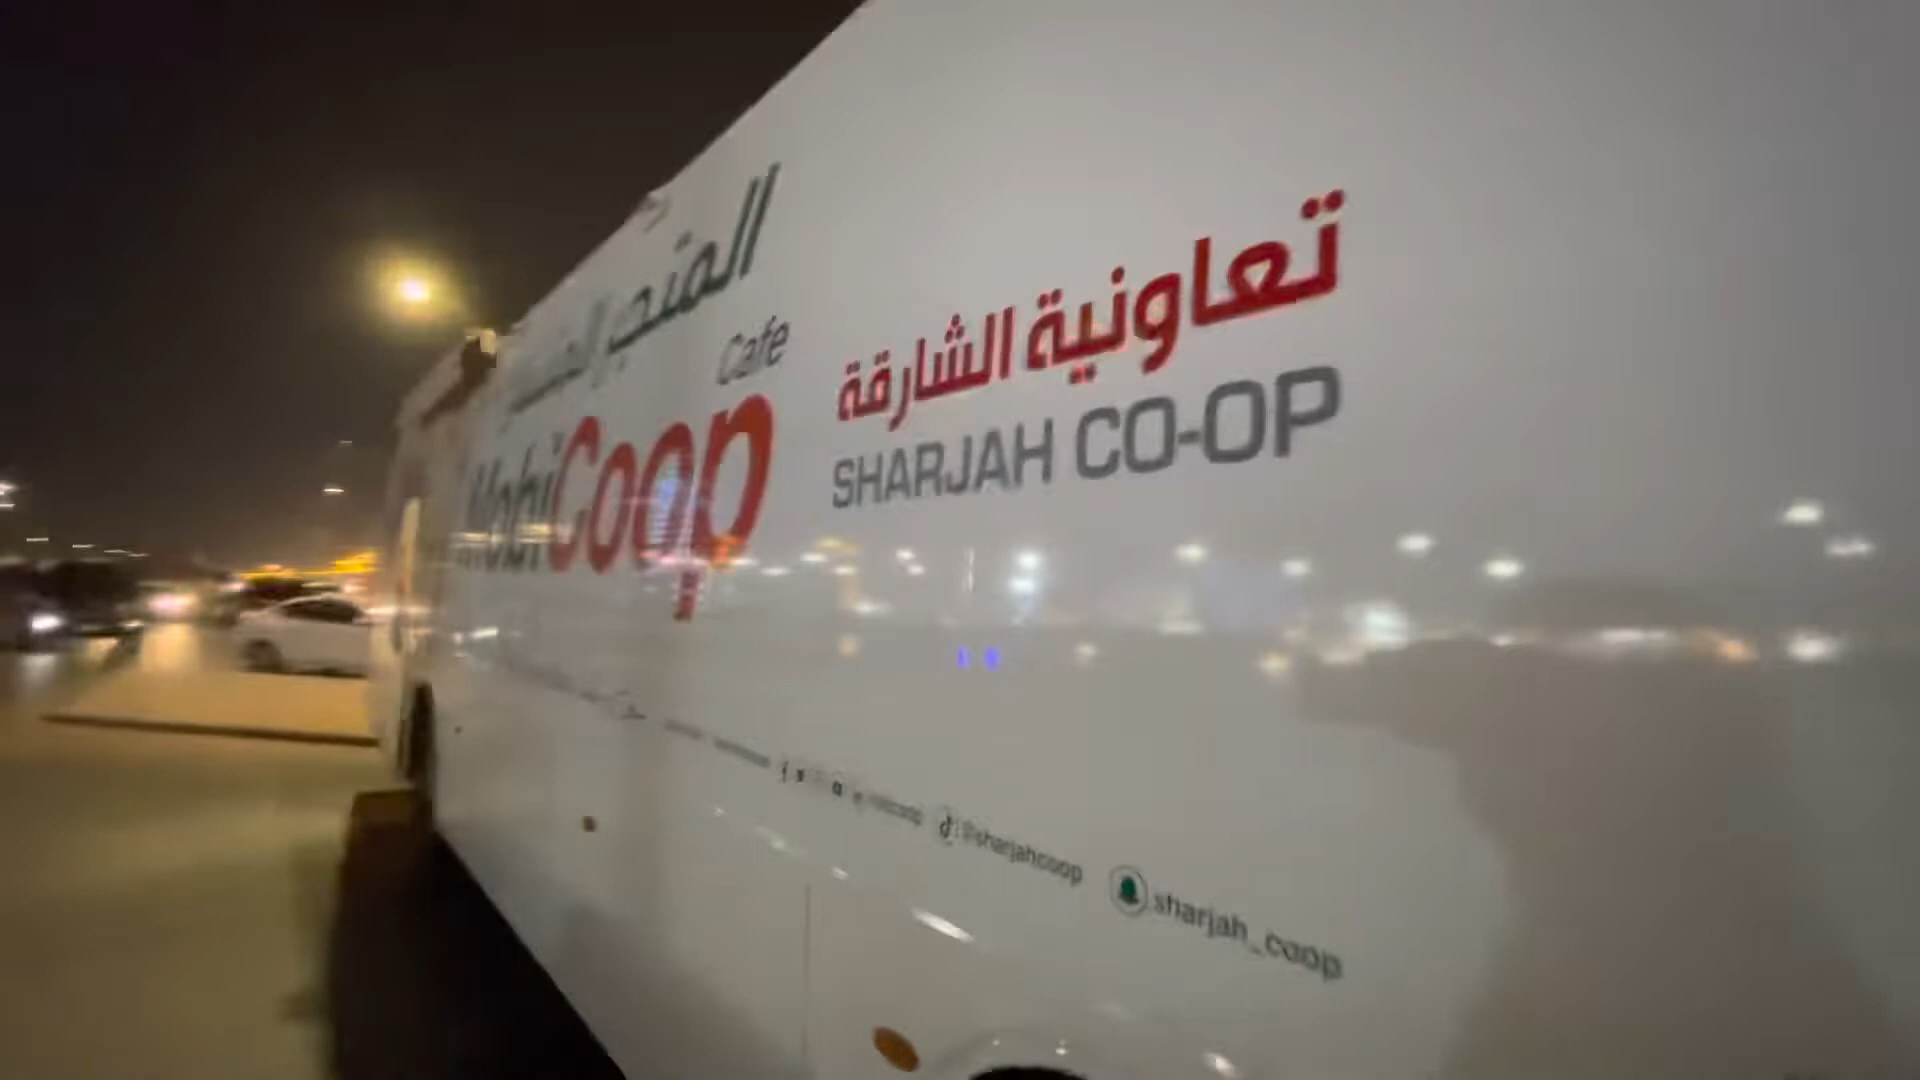 تعاونية الشارقة
SHARJAH CO-OP
المتجر
Cafe
MobiCoop
@sharjahcoop
sharjah_coop